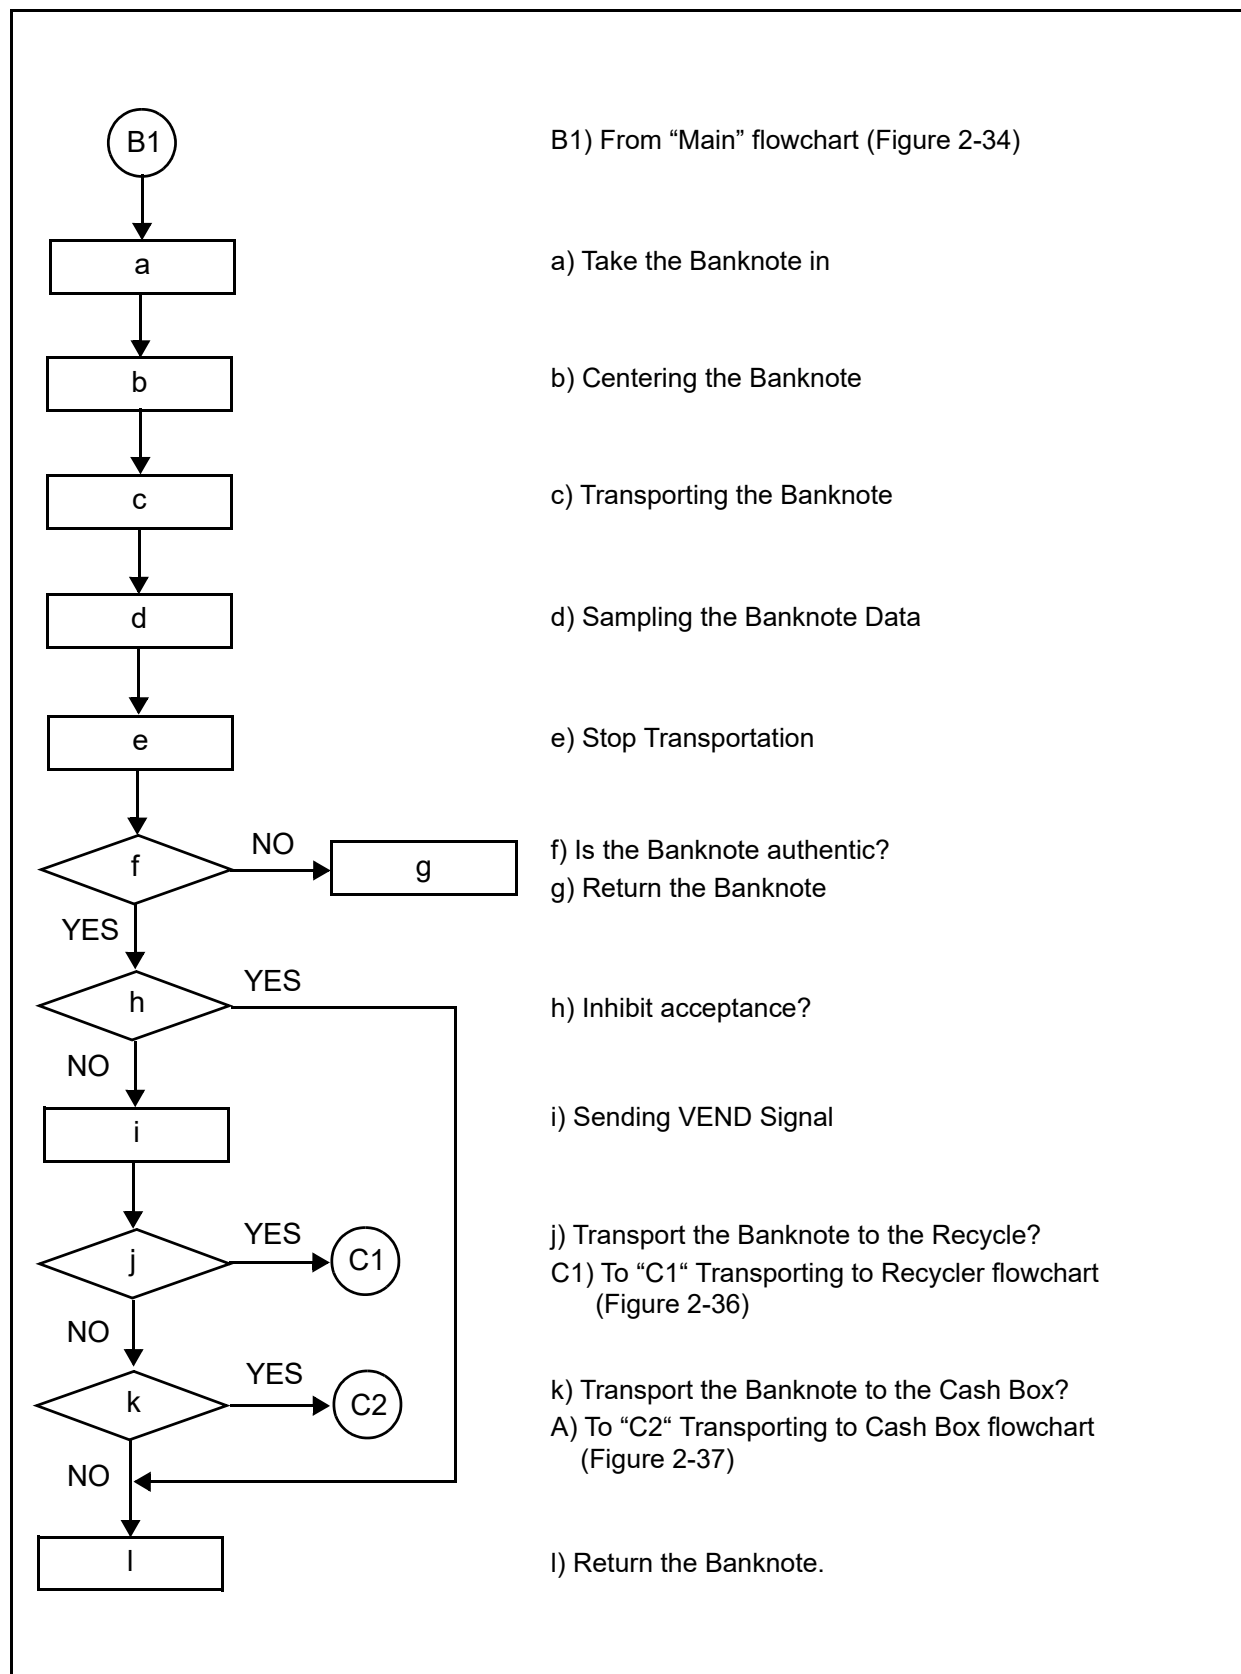 B1
B1) From “Main” flowchart (Figure 2-34)
a
a) Take the Banknote in
b
b) Centering the Banknote
c
c) Transporting the Banknote
d
d) Sampling the Banknote Data
e
e) Stop Transportation
f
NO
g
f) Is the Banknote authentic?
g) Return the Banknote
YES
h
YES
h) Inhibit acceptance?
NO
i
i) Sending VEND Signal
j
YES
C1
j) Transport the Banknote to the Recycle?
C1) To “C1“ Transporting to Recycler flowchart
(Figure 2-36)
NO
k
YES
C2
k) Transport the Banknote to the Cash Box?
A) To “C2“ Transporting to Cash Box flowchart
(Figure 2-37)
NO
l
l) Return the Banknote.